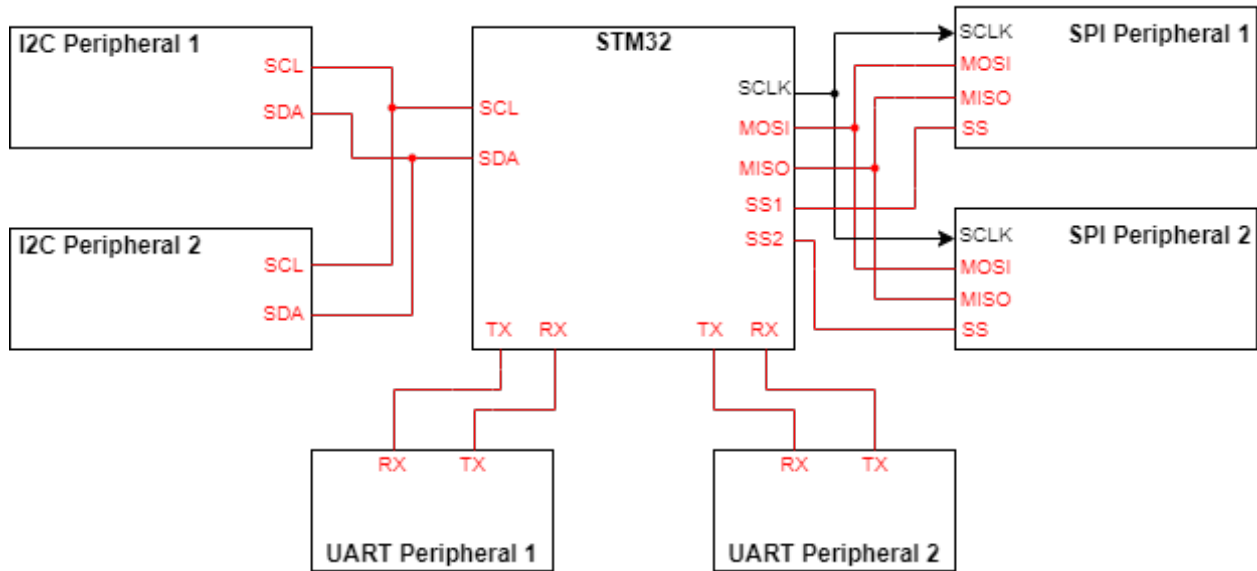 I2C Peripheral 1
SCL
SDA
I2C Peripheral 2
SCL
SDA
STM32
SCL
SDA
SCLK
MOSI
MISO
SS1
SS2
TX RX TX RX
SPI Peripheral 1
SCLK
MOSI
MISO
SS
SPI Peripheral 2
SCLK
MOSI
MISO
SS
RX TX
UART Peripheral 1
RX TX
UART Peripheral 2